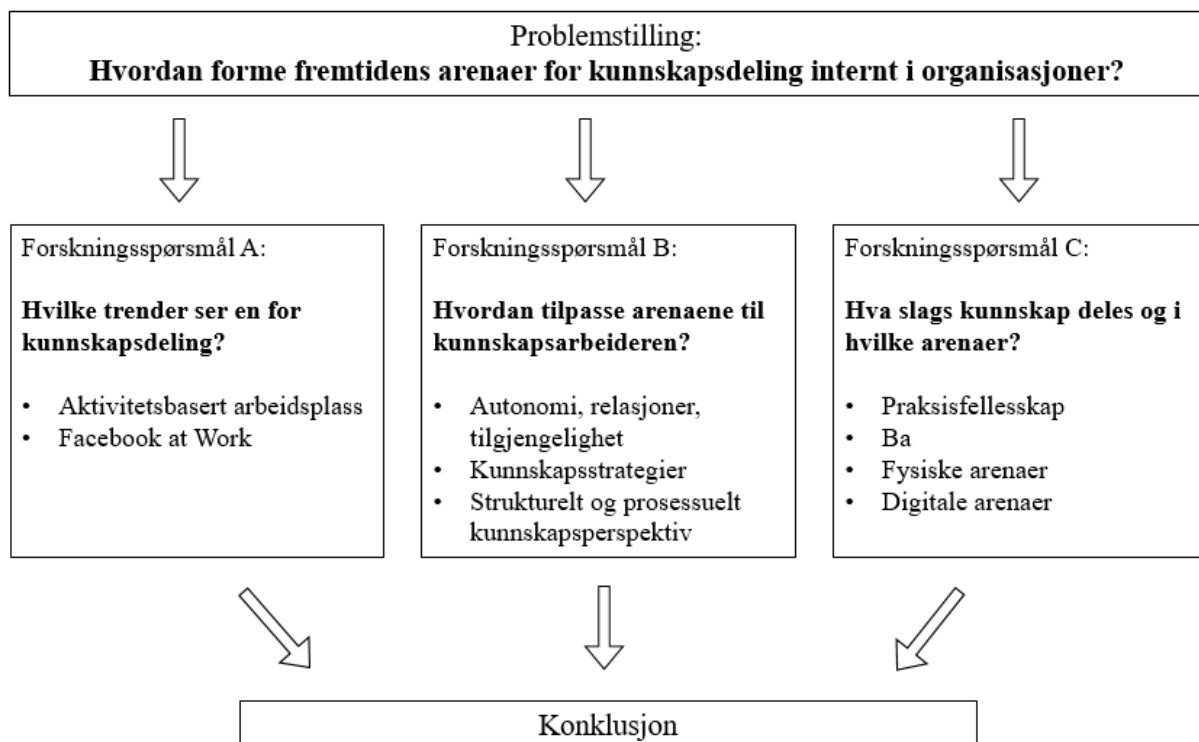 Problemstilling:
Hvordan forme fremtidens arenaer for kunnskapsdeling internt i organisasjoner?
Forskningsspørsmål A:
Hvilke trender ser en for
kunnskapsdeling?
• Aktivitetsbasert arbeidsplass
• Facebook at Work
Forskningsspørsmål B:
Hvordan tilpasse arenaene til
kunnskapsarbeideren?
• Autonomi, relasjoner,
tilgjengelighet
• Kunnskapsstrategier
• Strukturelt og prosessuelt
kunnskapsperspektiv
Forskningsspørsmål C:
Hva slags kunnskap deles og i
hvilke arenaer?
• Praksisfellesskap
• Ba
• Fysiske arenaer
• Digitale arenaer
Konklusjon